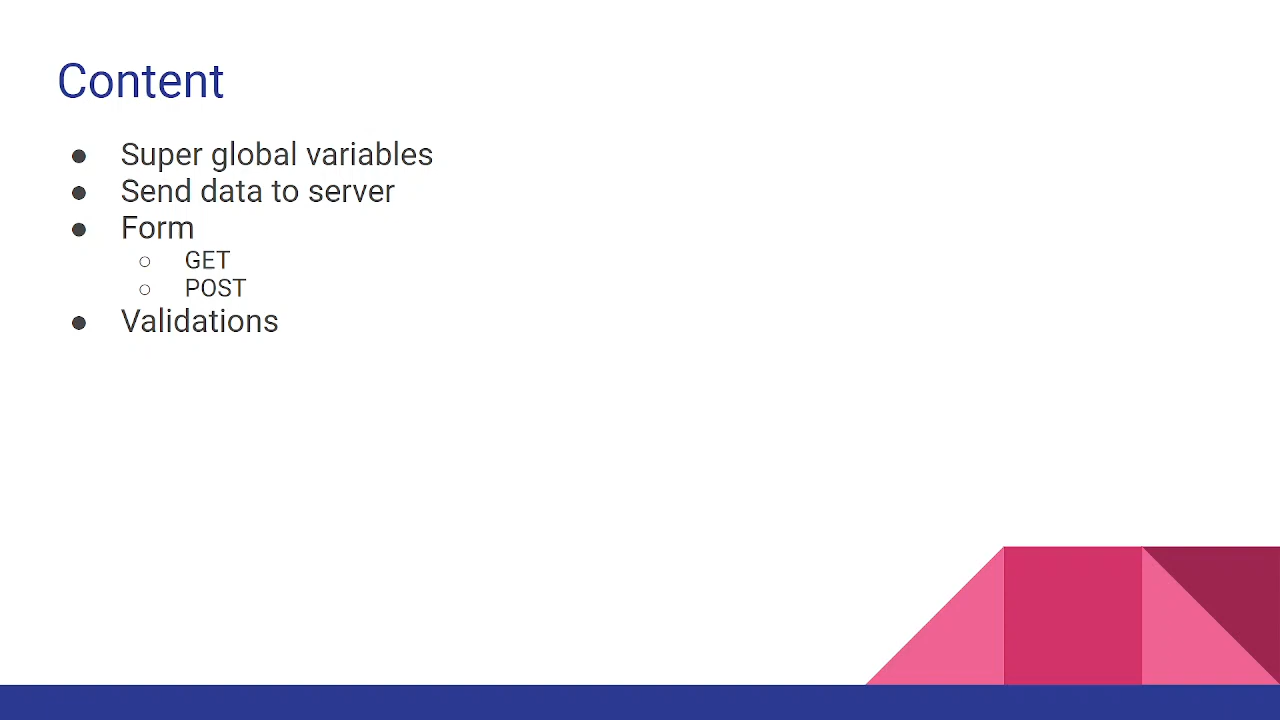 Content
● Super global variables
● Send data to server
● Form
○ GET
○ POST
● Validations